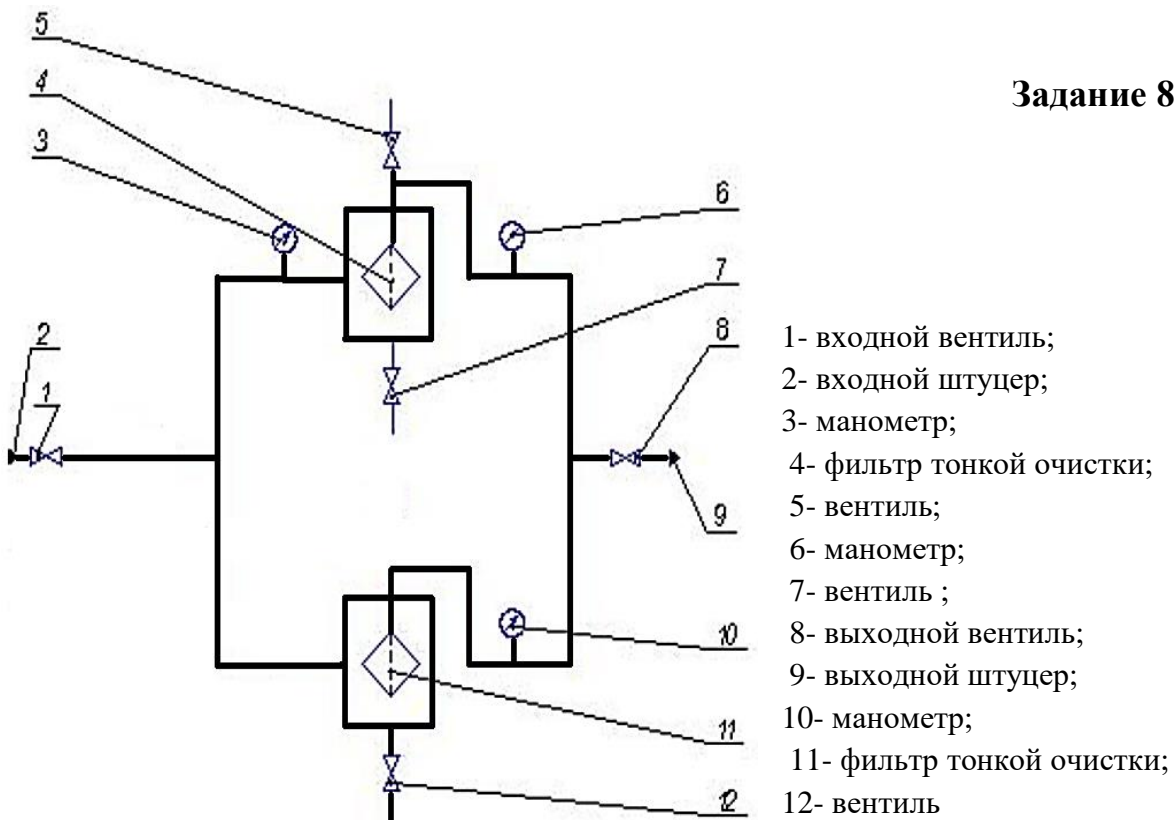 Задание 8
5
4
3
6
7
2
1
8
9
10
11
12
1- входной вентиль;
2- входной штуцер;
3- манометр;
4- фильтр тонкой очистки;
5- вентиль;
6- манометр;
7- вентиль ;
8- выходной вентиль;
9- выходной штуцер;
10- манометр;
11- фильтр тонкой очистки;
12- вентиль